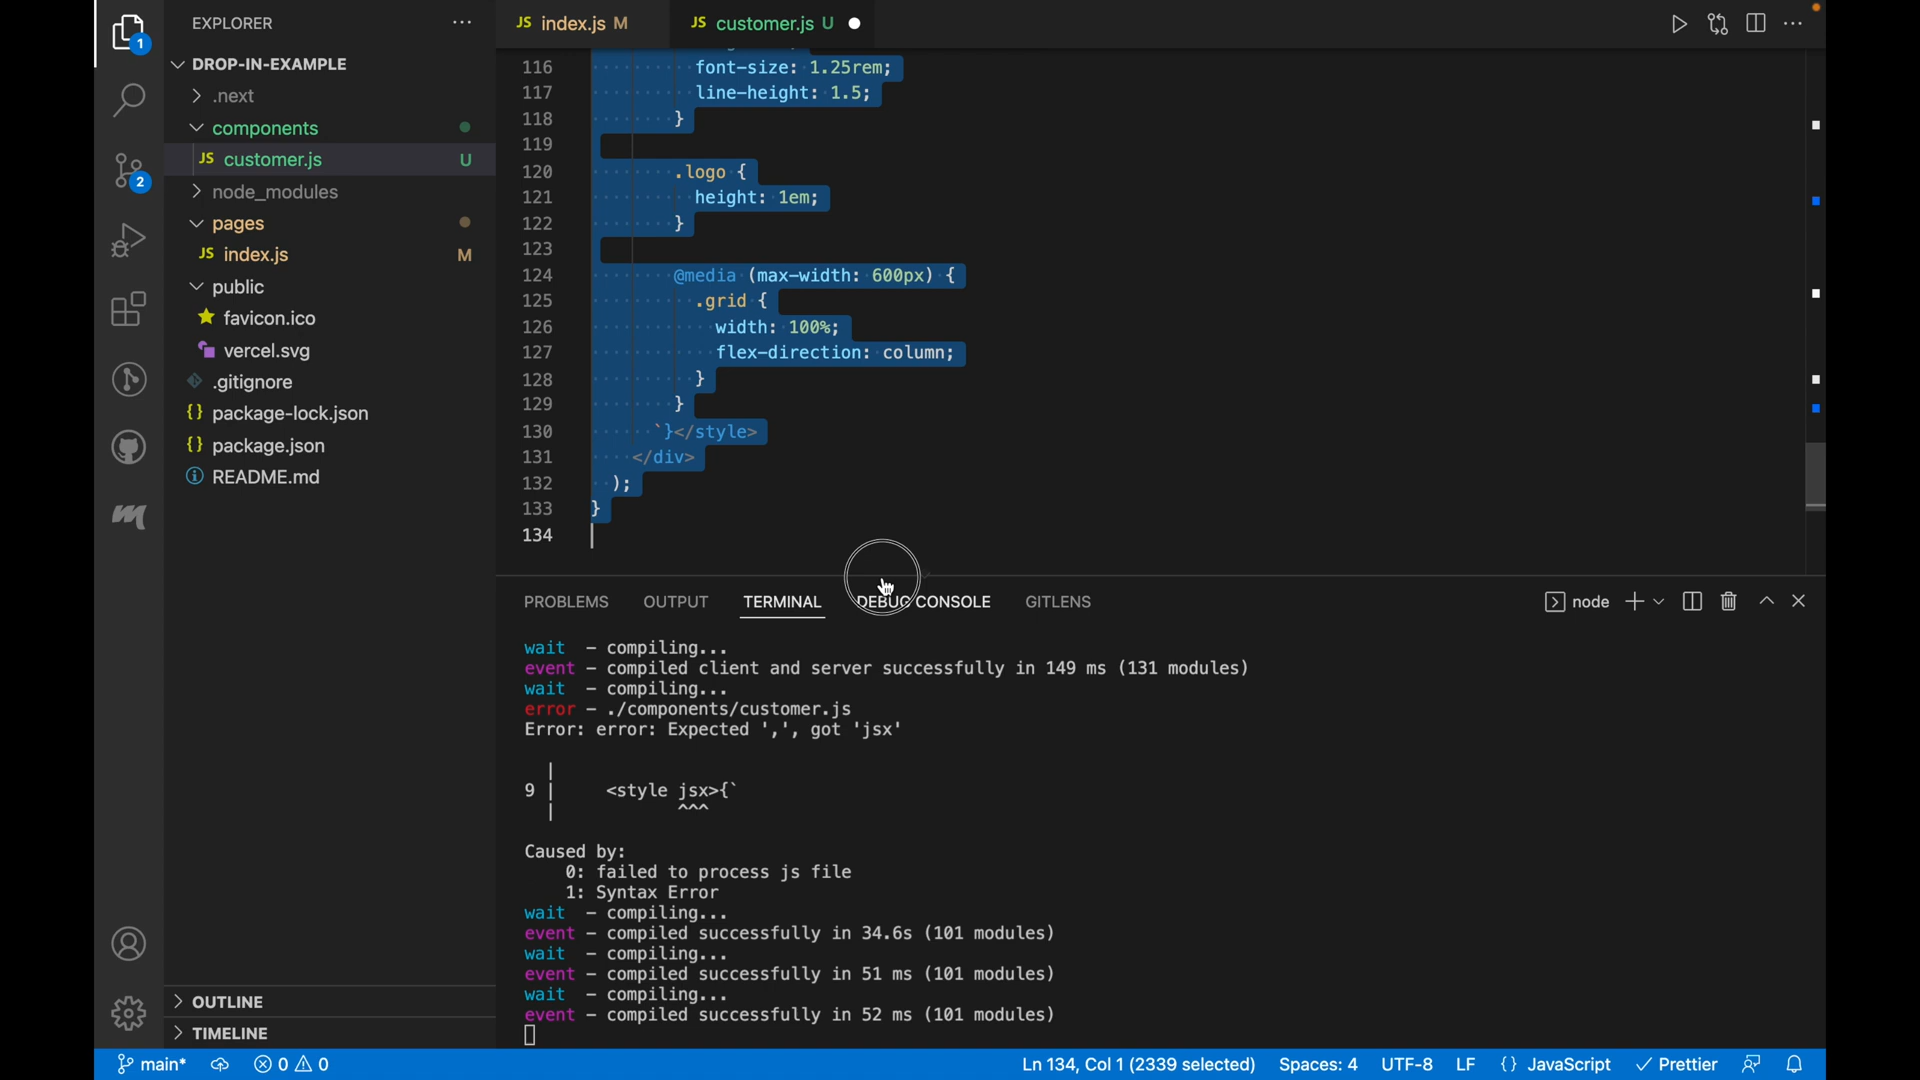 EXPLORER
DROP-IN-EXAMPLE
.next
components
JS customer.js U
node_modules
pages
JS index.js M
public
favicon.ico
vercel.svg
.gitignore
{} package-lock.json
{} package.json
README.md
OUTLINE
TIMELINE
1
2
JS index.js M
JS customer.js U
116 font-size: 1.25rem;
117 line-height: 1.5;
118 }
119
120 .logo {
121 height: 1em;
122 }
123
124 @media (max-width: 600px) {
125 .grid {
126 width: 100%;
127 flex-direction: column;
128 }
129 }
130 `}</style>
131 </div>
132 );
133 }
134
PROBLEMS OUTPUT TERMINAL DEBUG CONSOLE GITLENS
node
wait - compiling...
event - compiled client and server successfully in 149 ms (131 modules)
wait - compiling...
error - ./components/customer.js
Error: error: Expected ',', got 'jsx'
|
9 | <style jsx>{`
| ^^^
Caused by:
0: failed to process js file
1: Syntax Error
wait - compiling...
event - compiled successfully in 34.6s (101 modules)
wait - compiling...
event - compiled successfully in 51 ms (101 modules)
wait - compiling...
event - compiled successfully in 52 ms (101 modules)
main* 0 0 Ln 134, Col 1 (2339 selected) Spaces: 4 UTF-8 LF {} JavaScript Prettier